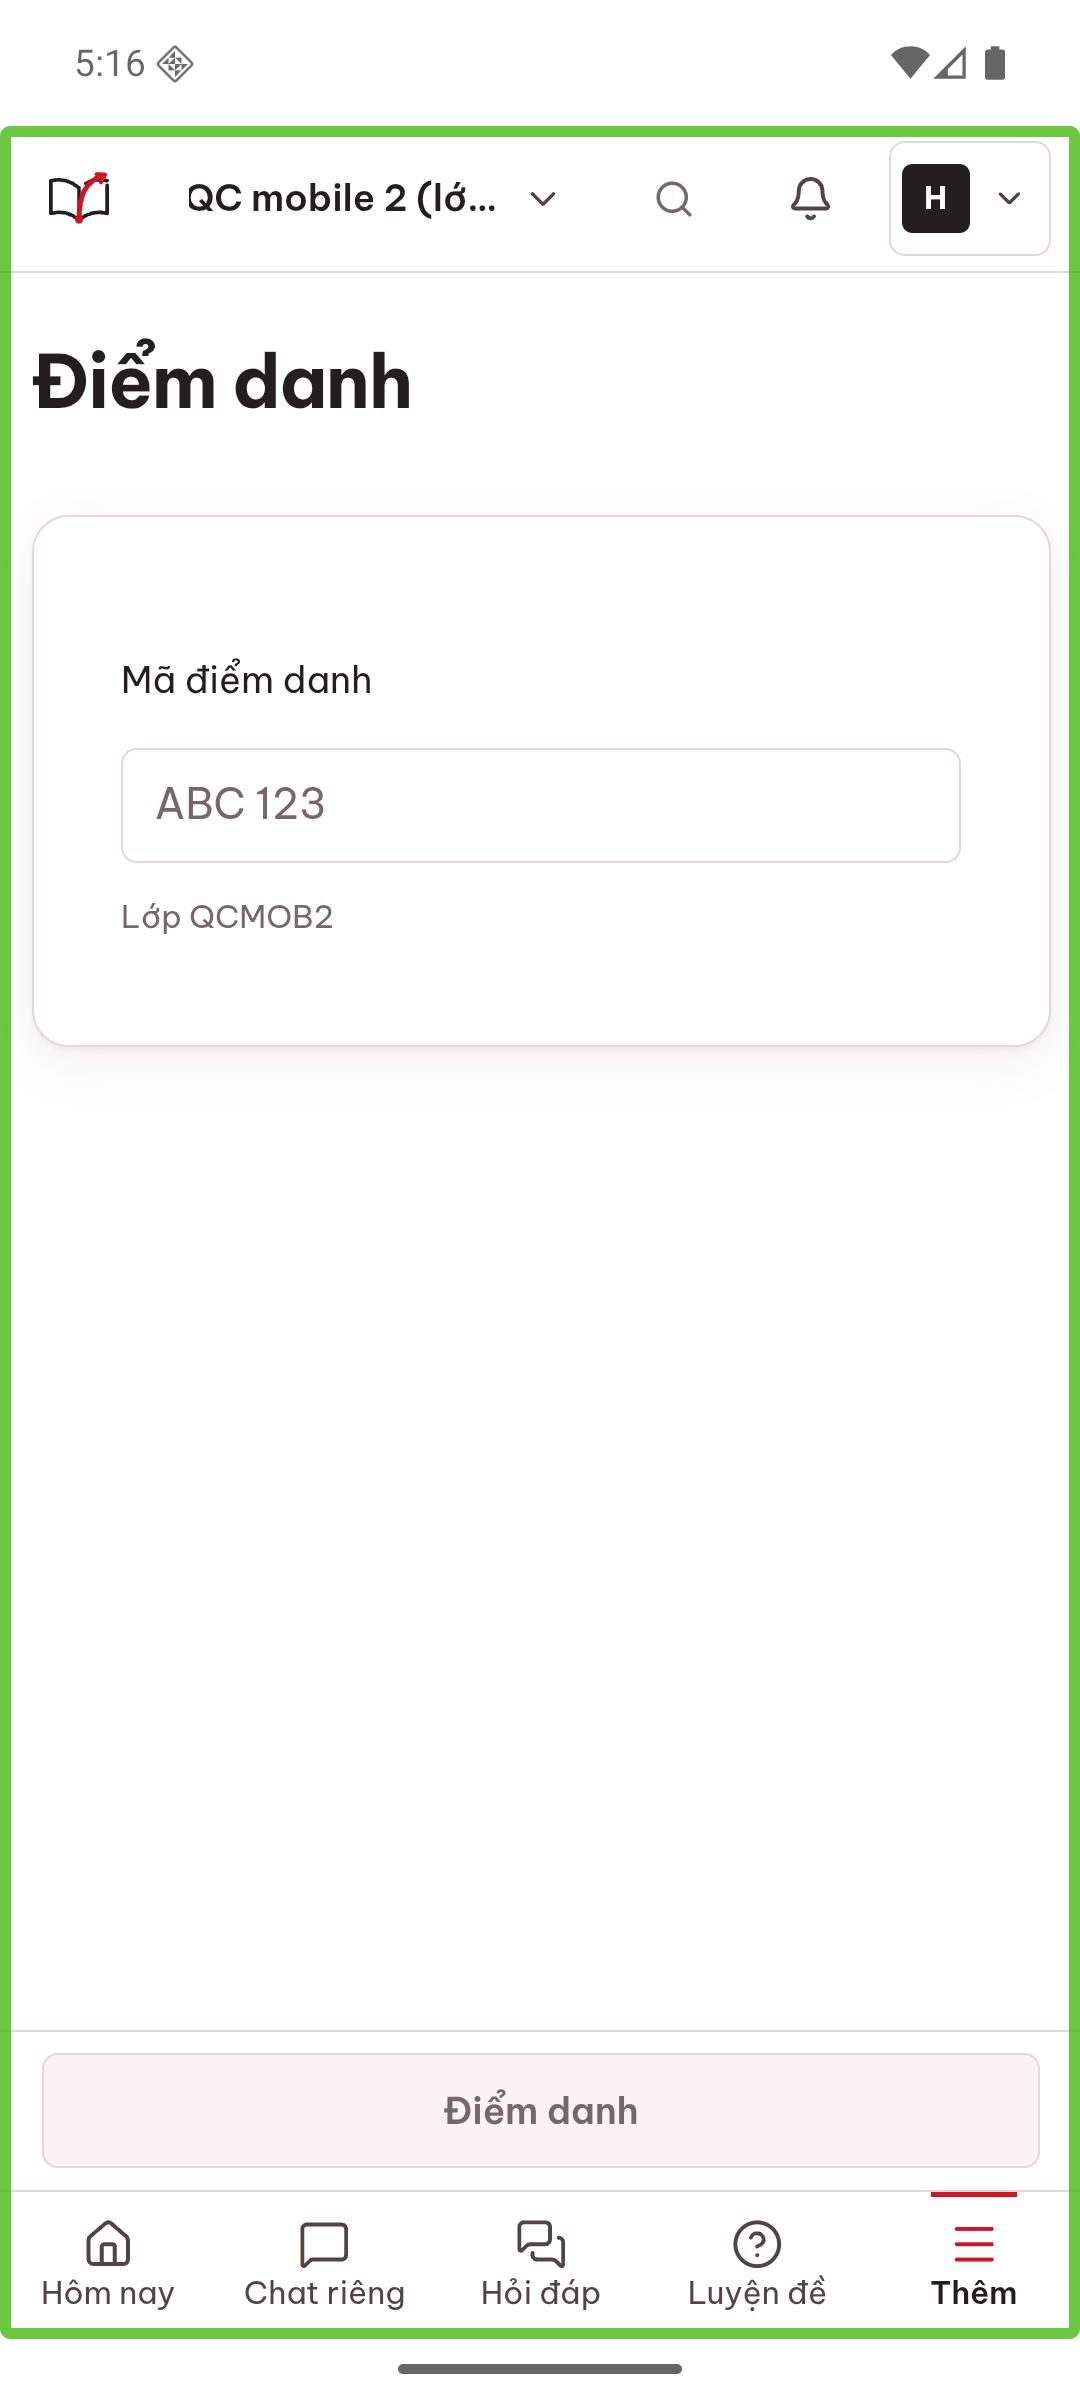 5:16
QC mobile 2 (lớ...
H
Điểm danh
Mã điểm danh
ABC 123
Lớp QCMOB2
Điểm danh
Hôm nay
Chat riêng
Hỏi đáp
Luyện đề
Thêm